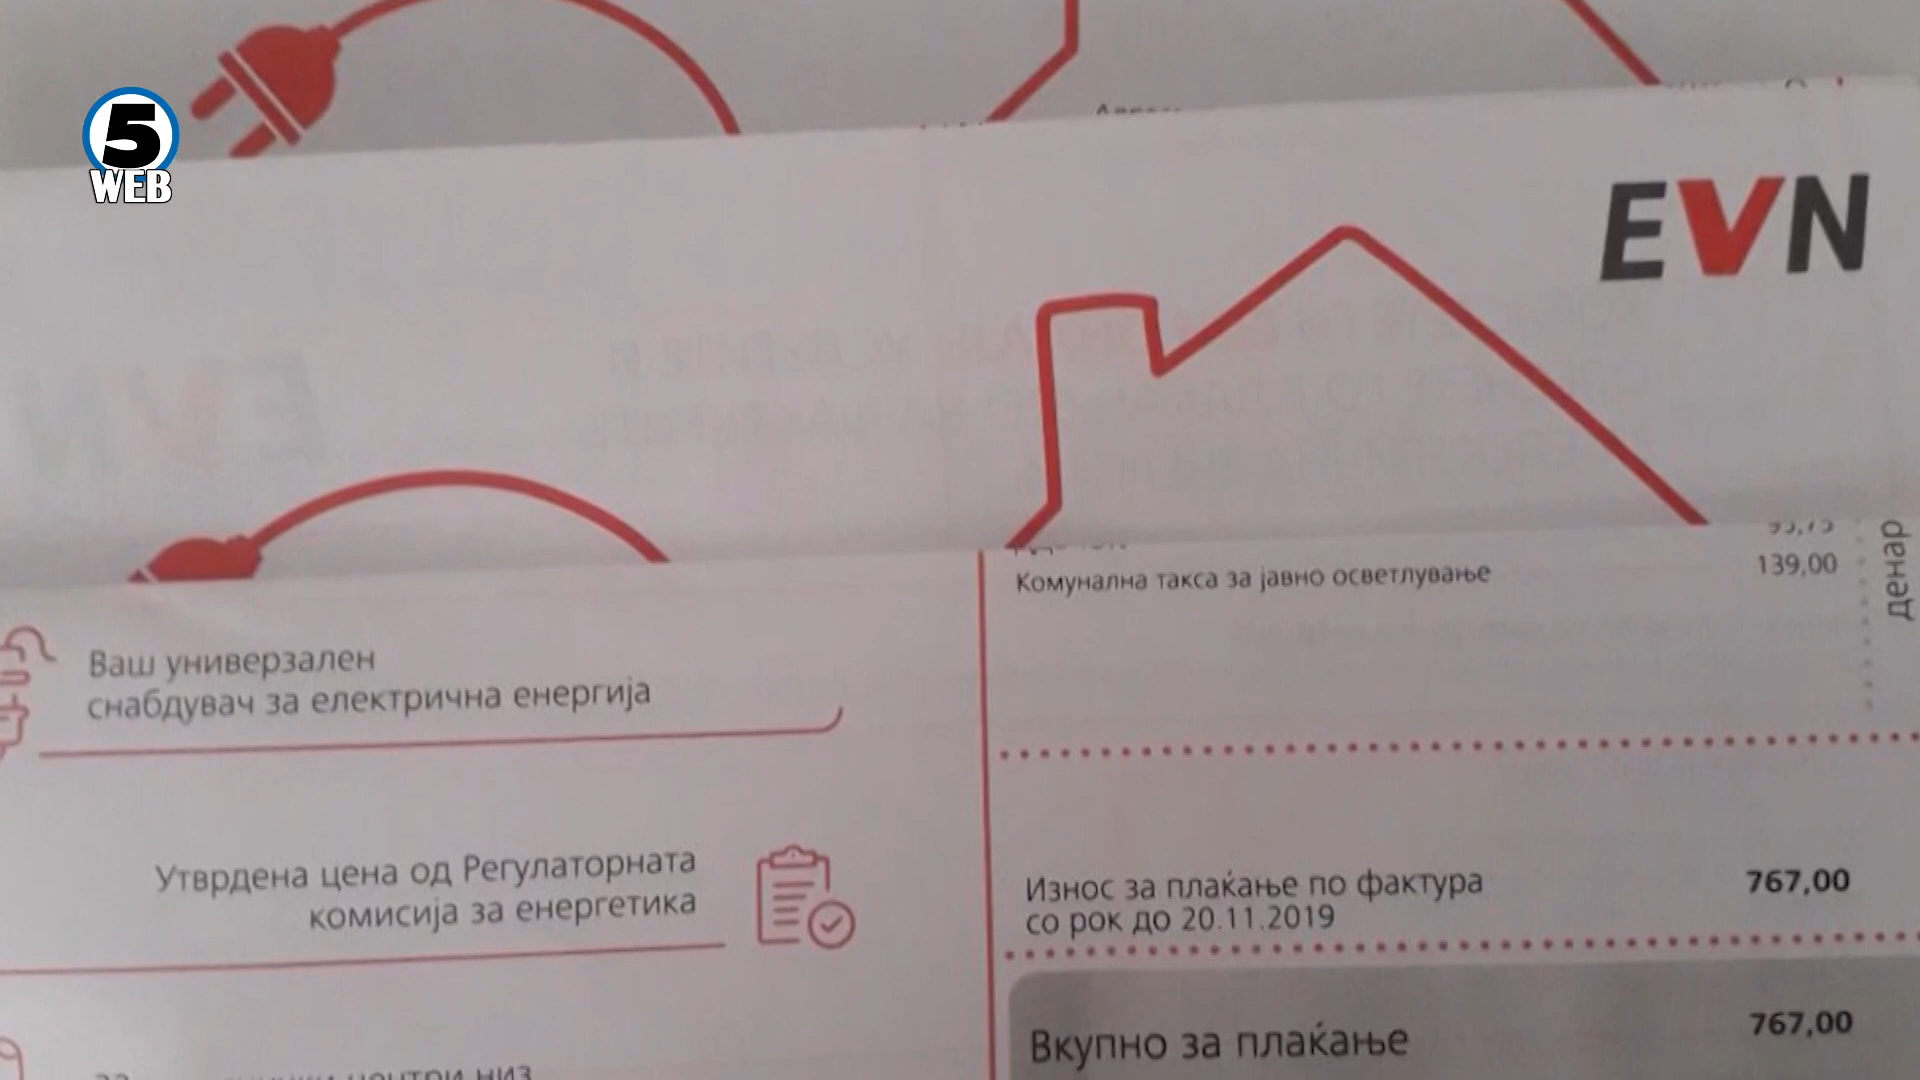 5
WEB
EVN
Комунална такса за јавно осветлување 139,00
денар
Ваш универзален
снабдувач за електрична енергија
Утврдена цена од Регулаторната
комисија за енергетика
Износ за плаќање по фактура 767,00
со рок до 20.11.2019
Вкупно за плаќање 767,00